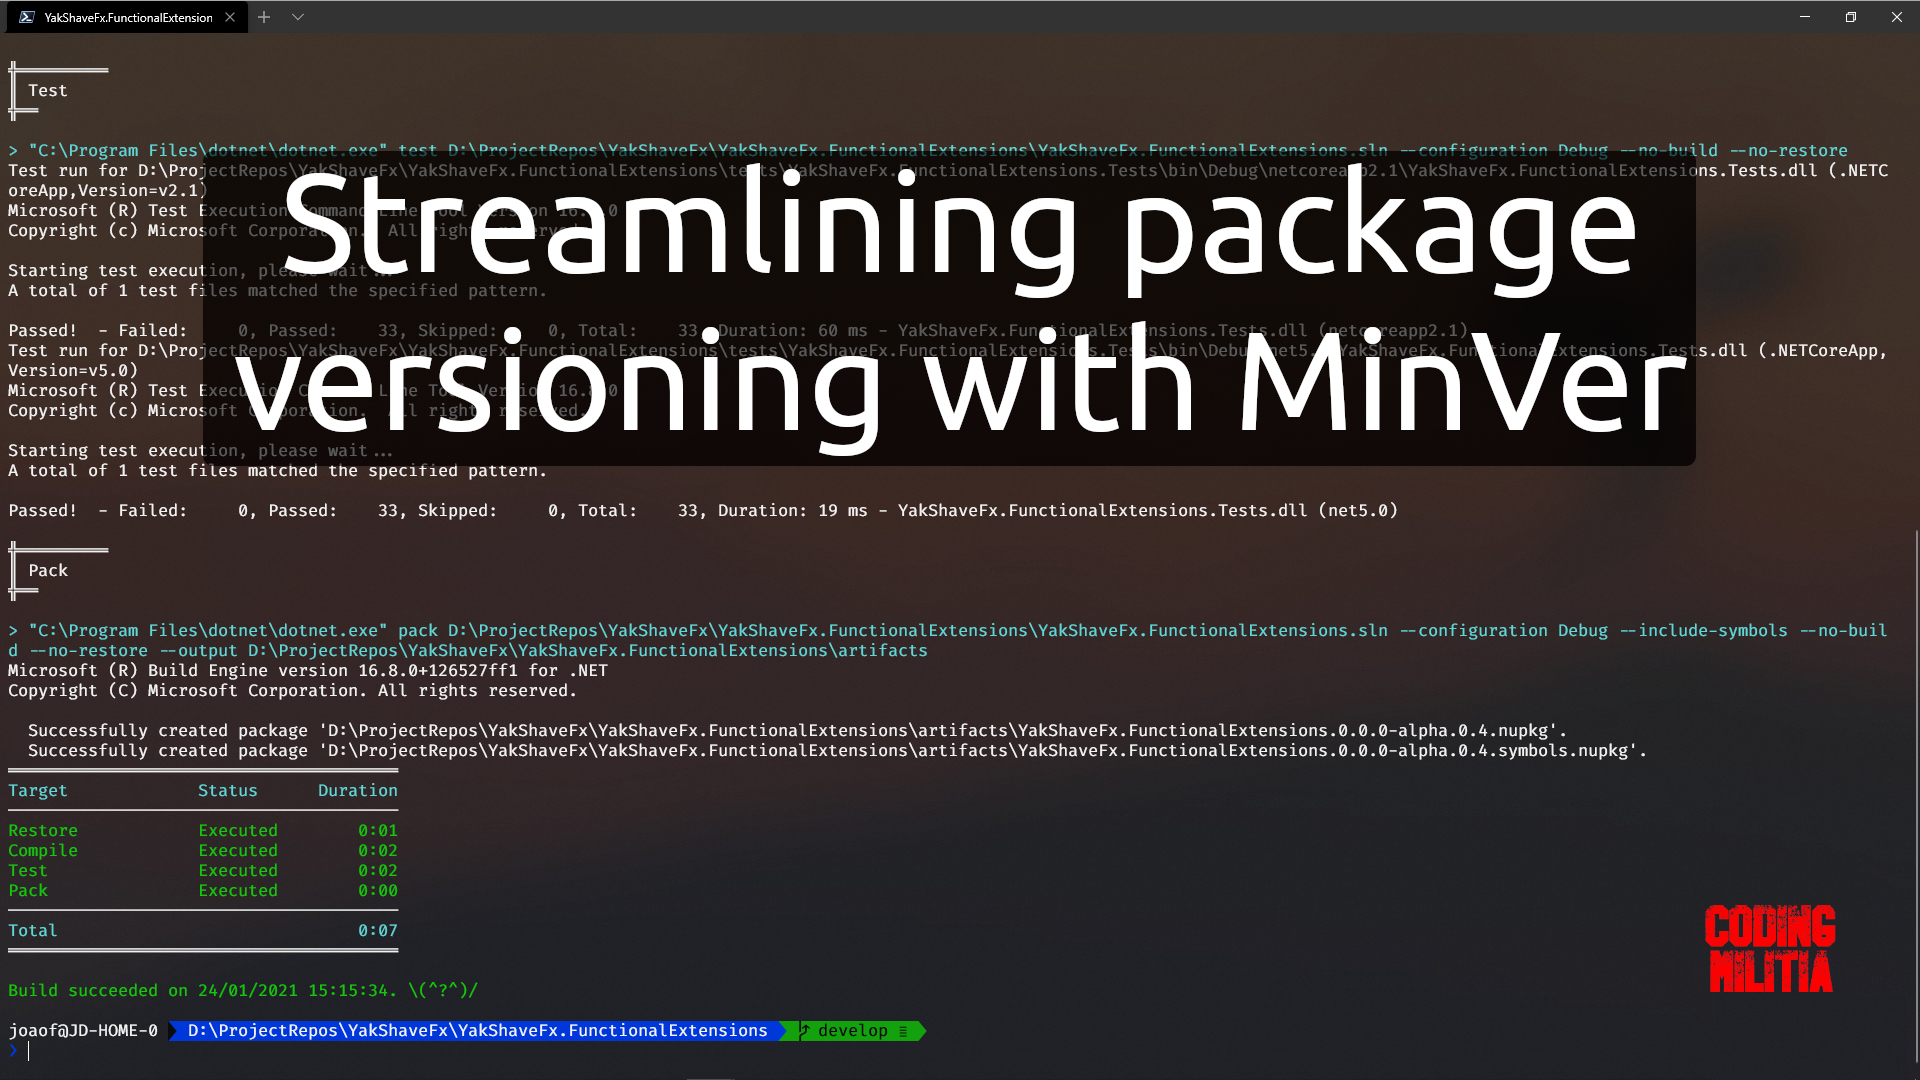 YakShaveFx.FunctionalExtension
Test
> "C:\Program Files\dotnet\dotnet.exe" test D:\ProjectRepos\YakShaveFx\YakShaveFx.FunctionalExtensions\YakShaveFx.FunctionalExtensions.sln --configuration Debug --no-build --no-restore
Test run for D:\ProjectRepos\YakShaveFx\YakShaveFx.FunctionalExtensions\tests\YakShaveFx.FunctionalExtensions.Tests\bin\Debug\netcoreapp2.1\YakShaveFx.FunctionalExtensions.Tests.dll (.NETC
oreApp,Version=v2.1)
Microsoft (R) Test Execution Command Line Tool Version 16.8.0
Copyright (c) Microsoft Corporation.  All rights reserved.
Streamlining package
Starting test execution, please wait...
A total of 1 test files matched the specified pattern.
Passed!  - Failed:     0, Passed:    33, Skipped:     0, Total:    33, Duration: 60 ms - YakShaveFx.FunctionalExtensions.Tests.dll (netcoreapp2.1)
Test run for D:\ProjectRepos\YakShaveFx\YakShaveFx.FunctionalExtensions\tests\YakShaveFx.FunctionalExtensions.Tests\bin\Debug\net5.0\YakShaveFx.FunctionalExtensions.Tests.dll (.NETCoreApp,
Version=v5.0)
Microsoft (R) Test Execution Command Line Tool Version 16.8.0
Copyright (c) Microsoft Corporation.  All rights reserved.
versioning with MinVer
Starting test execution, please wait...
A total of 1 test files matched the specified pattern.
Passed!  - Failed:     0, Passed:    33, Skipped:     0, Total:    33, Duration: 19 ms - YakShaveFx.FunctionalExtensions.Tests.dll (net5.0)
Pack
> "C:\Program Files\dotnet\dotnet.exe" pack D:\ProjectRepos\YakShaveFx\YakShaveFx.FunctionalExtensions\YakShaveFx.FunctionalExtensions.sln --configuration Debug --include-symbols --no-buil
d --no-restore --output D:\ProjectRepos\YakShaveFx\YakShaveFx.FunctionalExtensions\artifacts
Microsoft (R) Build Engine version 16.8.0+126527ff1 for .NET
Copyright (C) Microsoft Corporation. All rights reserved.
Successfully created package 'D:\ProjectRepos\YakShaveFx\YakShaveFx.FunctionalExtensions\artifacts\YakShaveFx.FunctionalExtensions.0.0.0-alpha.0.4.nupkg'.
Successfully created package 'D:\ProjectRepos\YakShaveFx\YakShaveFx.FunctionalExtensions\artifacts\YakShaveFx.FunctionalExtensions.0.0.0-alpha.0.4.symbols.nupkg'.
Target Status Duration
Restore Executed 0:01
Compile Executed 0:02
Test Executed 0:02
Pack Executed 0:00
Total 0:07
Build succeeded on 24/01/2021 15:15:34. \(^?^)/
joaof@JD-HOME-0 D:\ProjectRepos\YakShaveFx\YakShaveFx.FunctionalExtensions develop ≡
>
CODING
MILITIA